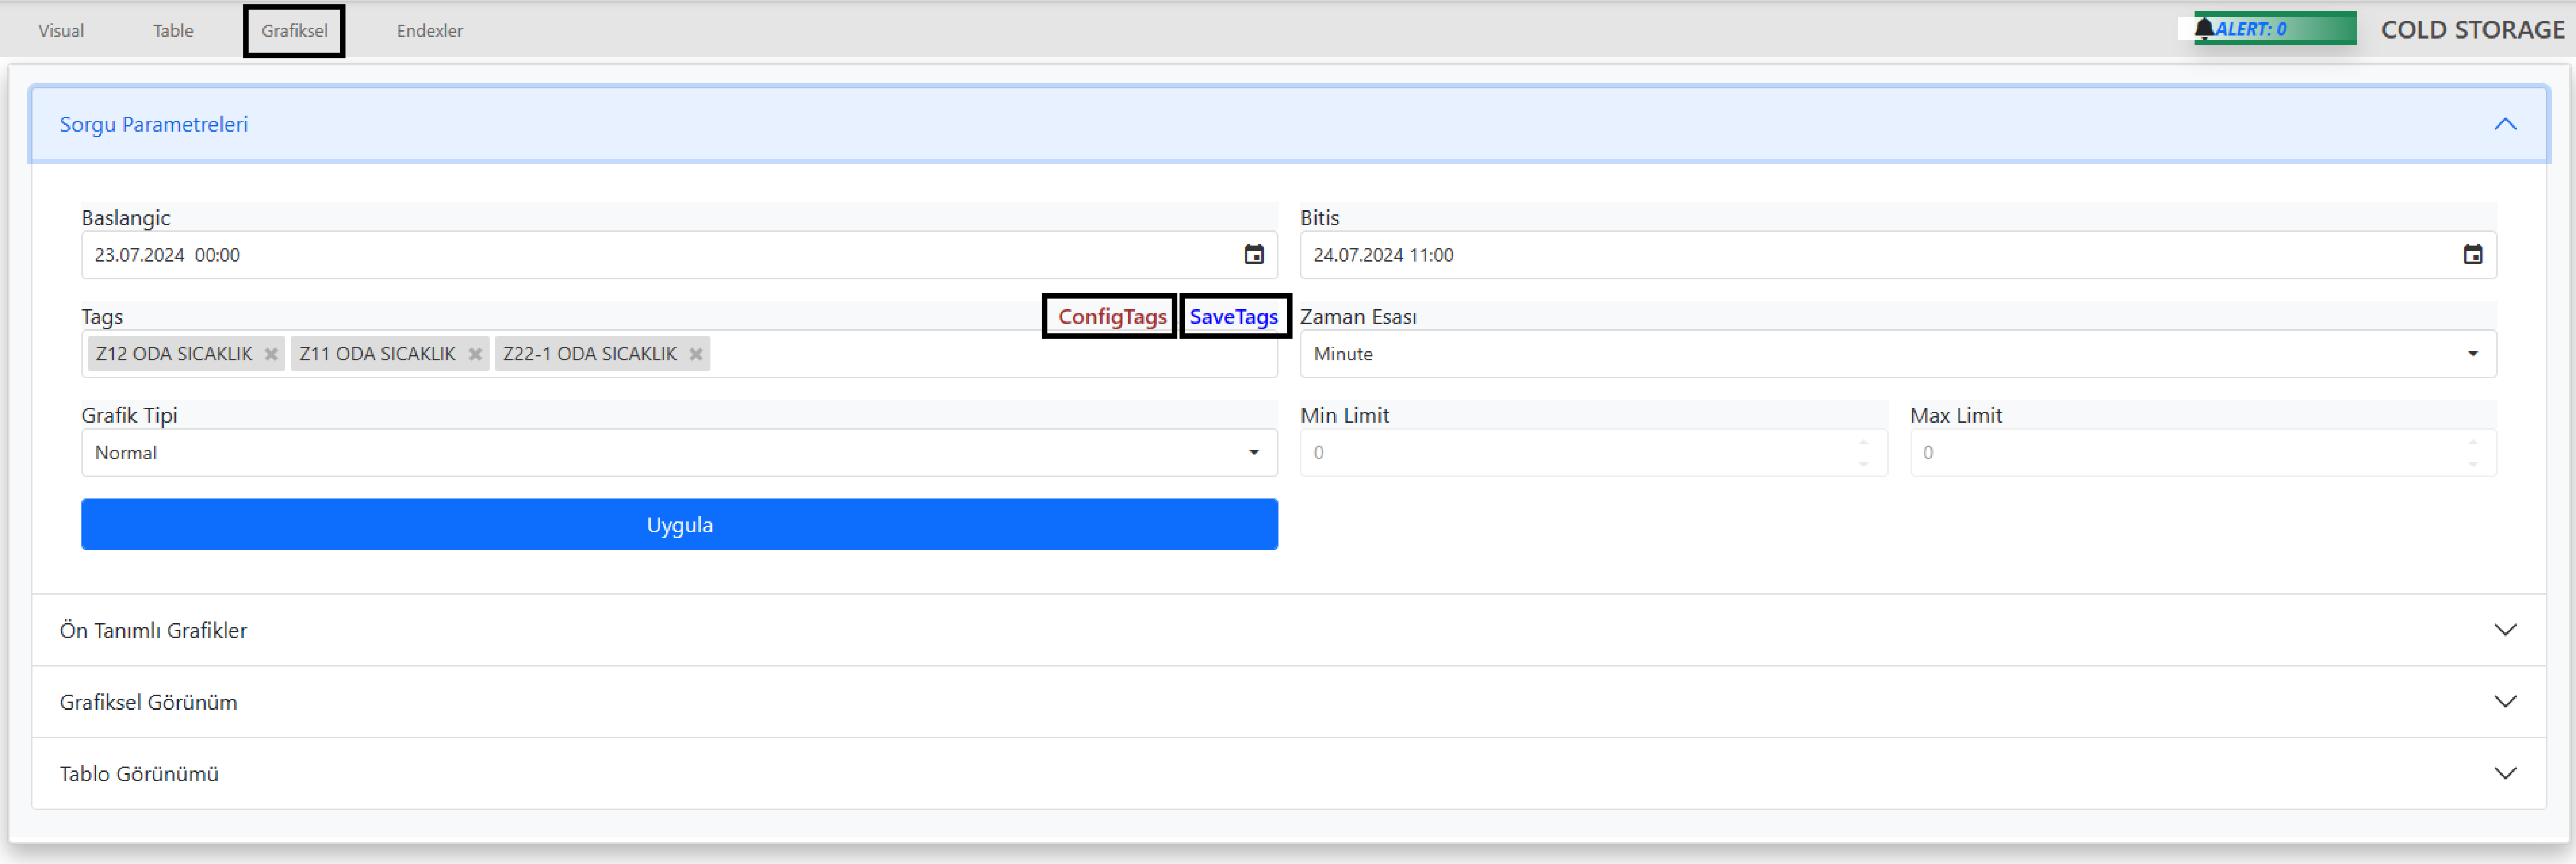 Visual Table Grafiksel Endexler ALERT: 0 COLD STORAGE
Sorgu Parametreleri
Baslangic Bitis
23.07.2024 00:00 24.07.2024 11:00
Tags ConfigTags SaveTags Zaman Esası
Z12 ODA SICAKLIK Z11 ODA SICAKLIK Z22-1 ODA SICAKLIK Minute
Grafik Tipi Min Limit Max Limit
Normal 0 0
Uygula
Ön Tanımlı Grafikler
Grafiksel Görünüm
Tablo Görünümü